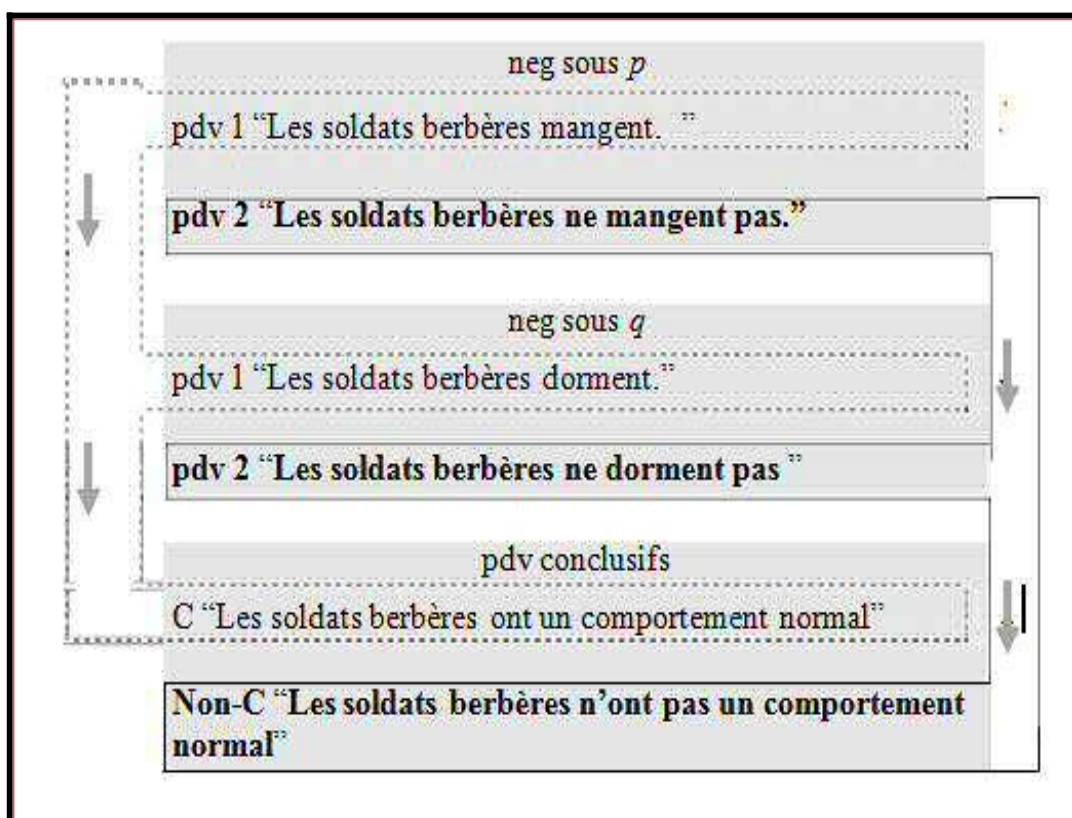 neg sous p
pdv 1 “Les soldats berbères mangent. ”
pdv 2 “Les soldats berbères ne mangent pas.”
neg sous q
pdv 1 “Les soldats berbères dorment.”
pdv 2 “Les soldats berbères ne dorment pas ”
pdv conclusifs
C “Les soldats berbères ont un comportement normal”
Non-C “Les soldats berbères n’ont pas un comportement
normal”